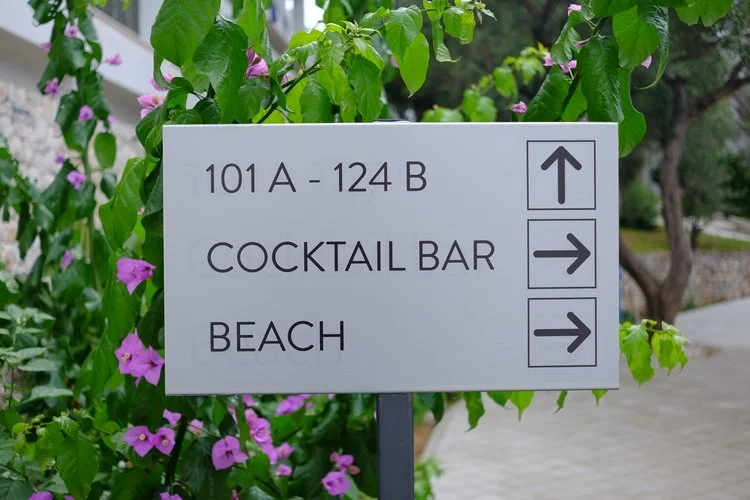 101 A - 124 B ↑
COCKTAIL BAR →
BEACH →